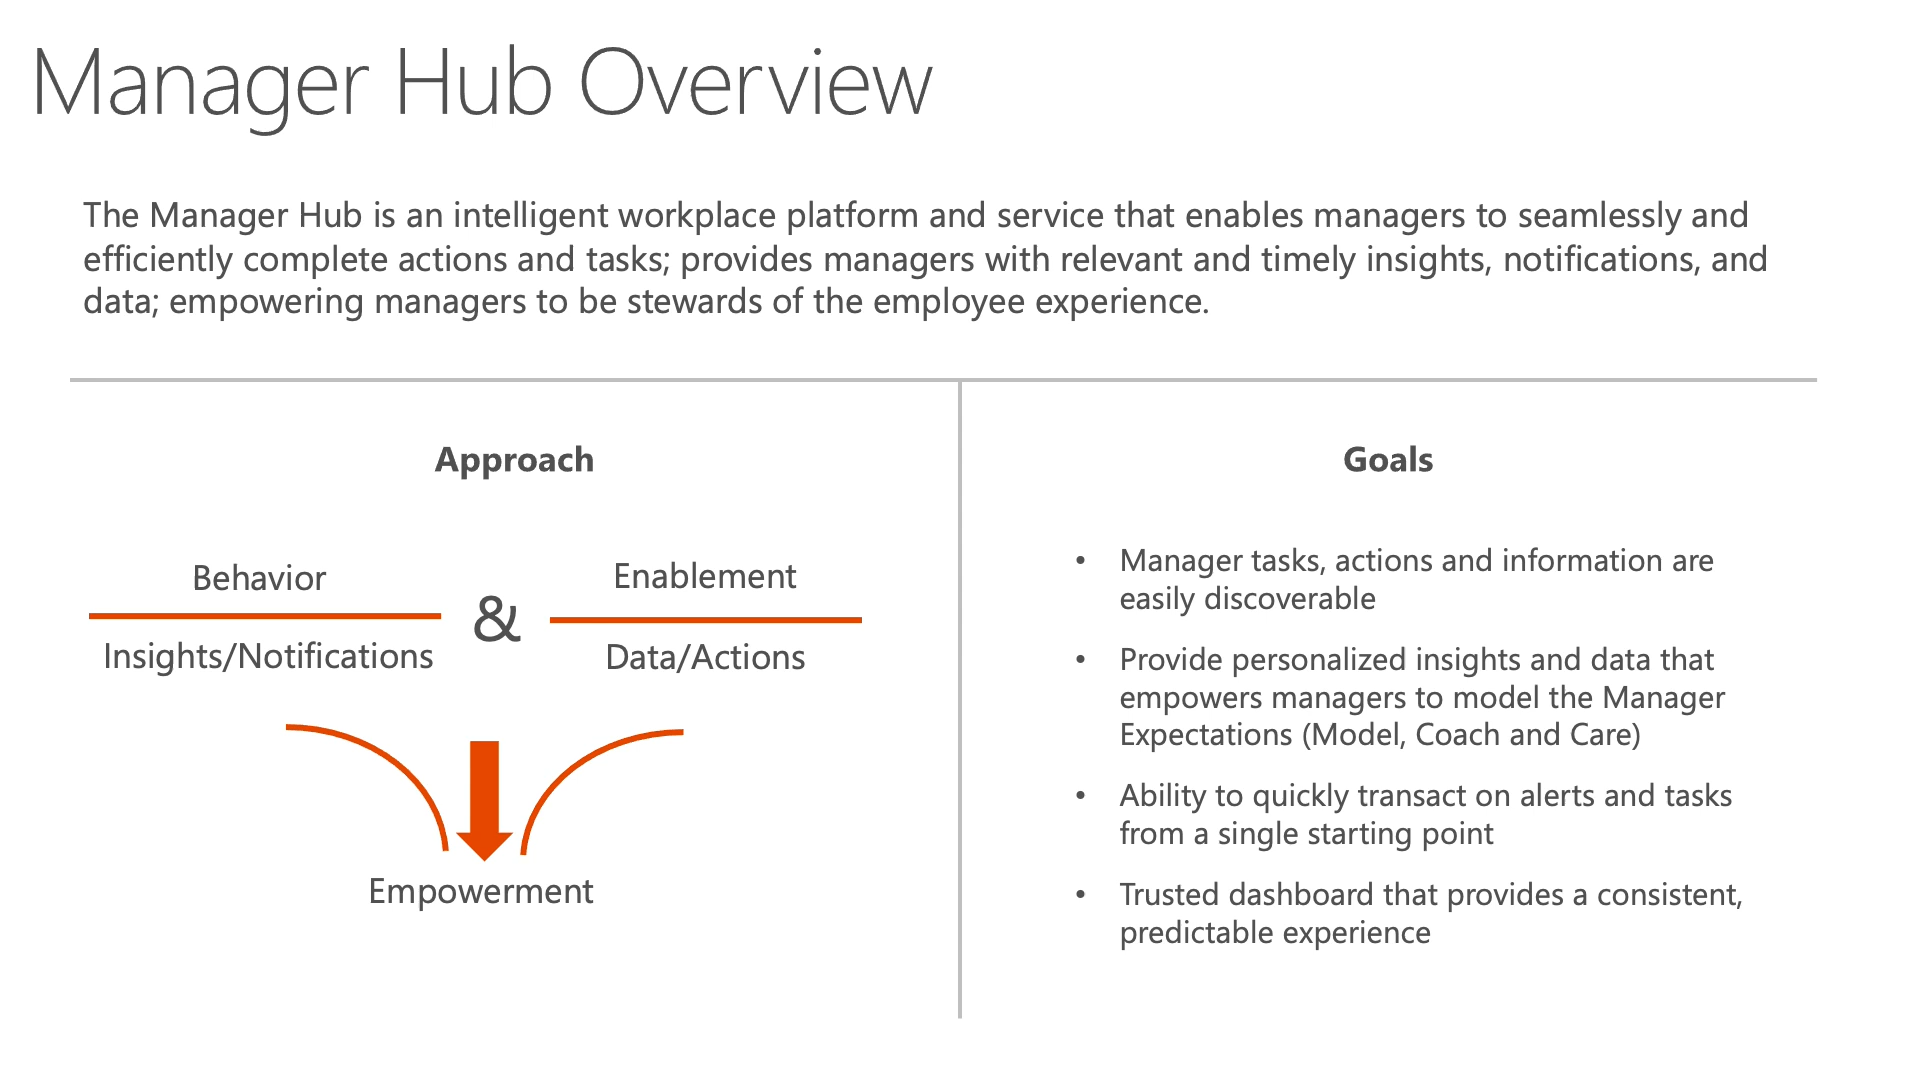 Manager Hub Overview
The Manager Hub is an intelligent workplace platform and service that enables managers to seamlessly and
efficiently complete actions and tasks; provides managers with relevant and timely insights, notifications, and
data; empowering managers to be stewards of the employee experience.
Approach
Behavior
Insights/Notifications
&
Enablement
Data/Actions
Empowerment
Goals
• Manager tasks, actions and information are
easily discoverable
• Provide personalized insights and data that
empowers managers to model the Manager
Expectations (Model, Coach and Care)
• Ability to quickly transact on alerts and tasks
from a single starting point
• Trusted dashboard that provides a consistent,
predictable experience